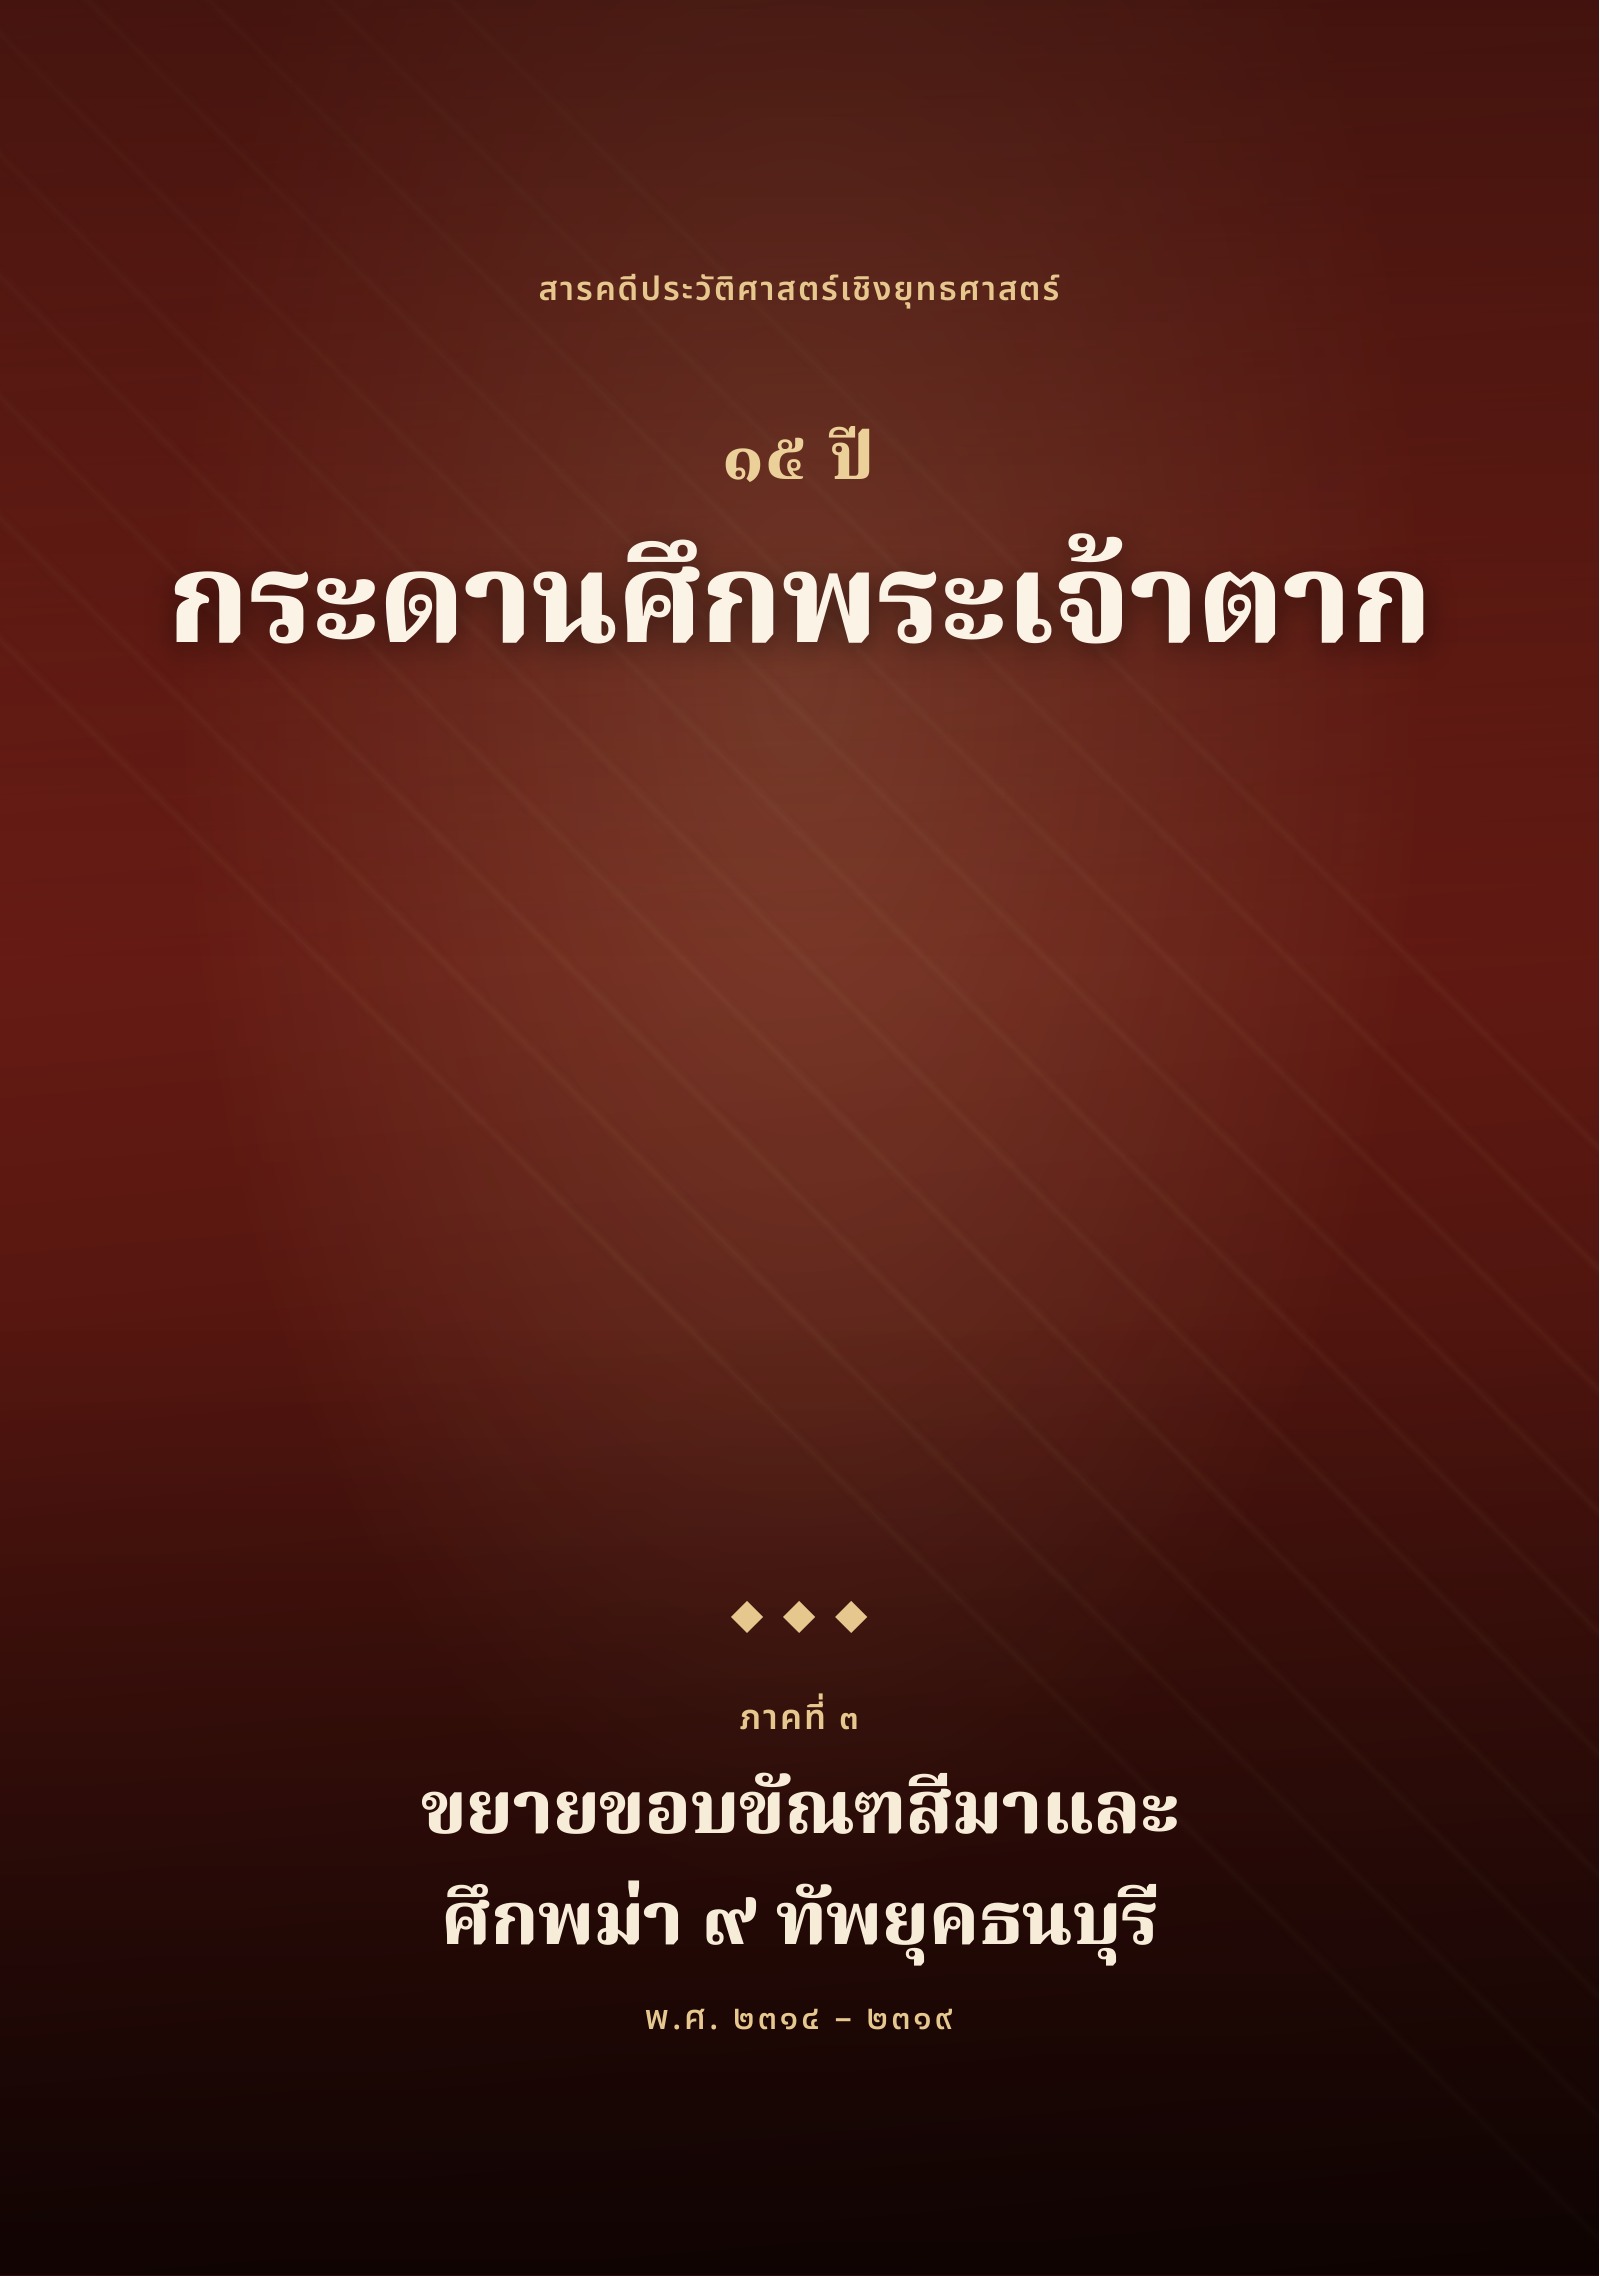 สารคดีประวัติศาสตร์เชิงยุทธศาสตร์
๑๕ ปี
กระดานศึกพระเจ้าตาก
ภาคที่ ๓
ขยายขอบขัณฑสีมาและ
ศึกพม่า ๙ ทัพยุคธนบุรี
พ.ศ. ๒๓๑๔ – ๒๓๑๙